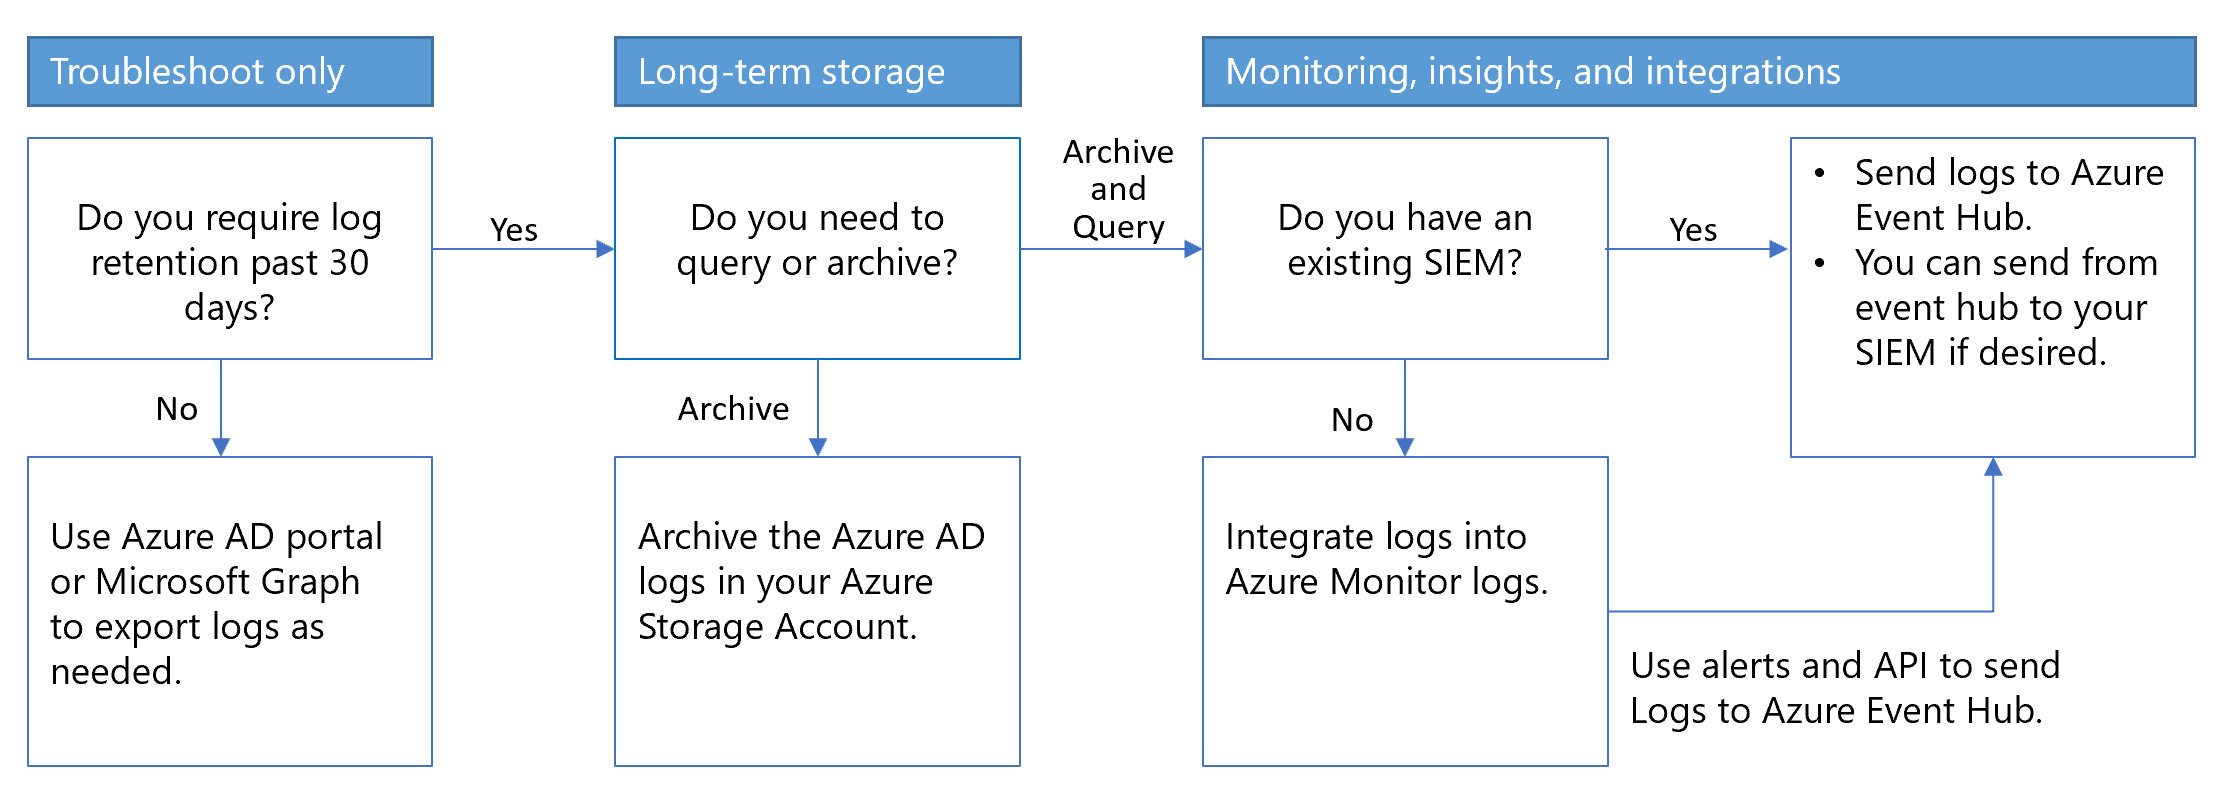 Troubleshoot only
Long-term storage
Monitoring, insights, and integrations
Do you require log
retention past 30
days?
Yes
Do you need to
query or archive?
Archive
and
Query
Do you have an
existing SIEM?
Yes
• Send logs to Azure
Event Hub.
• You can send from
event hub to your
SIEM if desired.
No
Archive
No
Use Azure AD portal
or Microsoft Graph
to export logs as
needed.
Archive the Azure AD
logs in your Azure
Storage Account.
Integrate logs into
Azure Monitor logs.
Use alerts and API to send
Logs to Azure Event Hub.